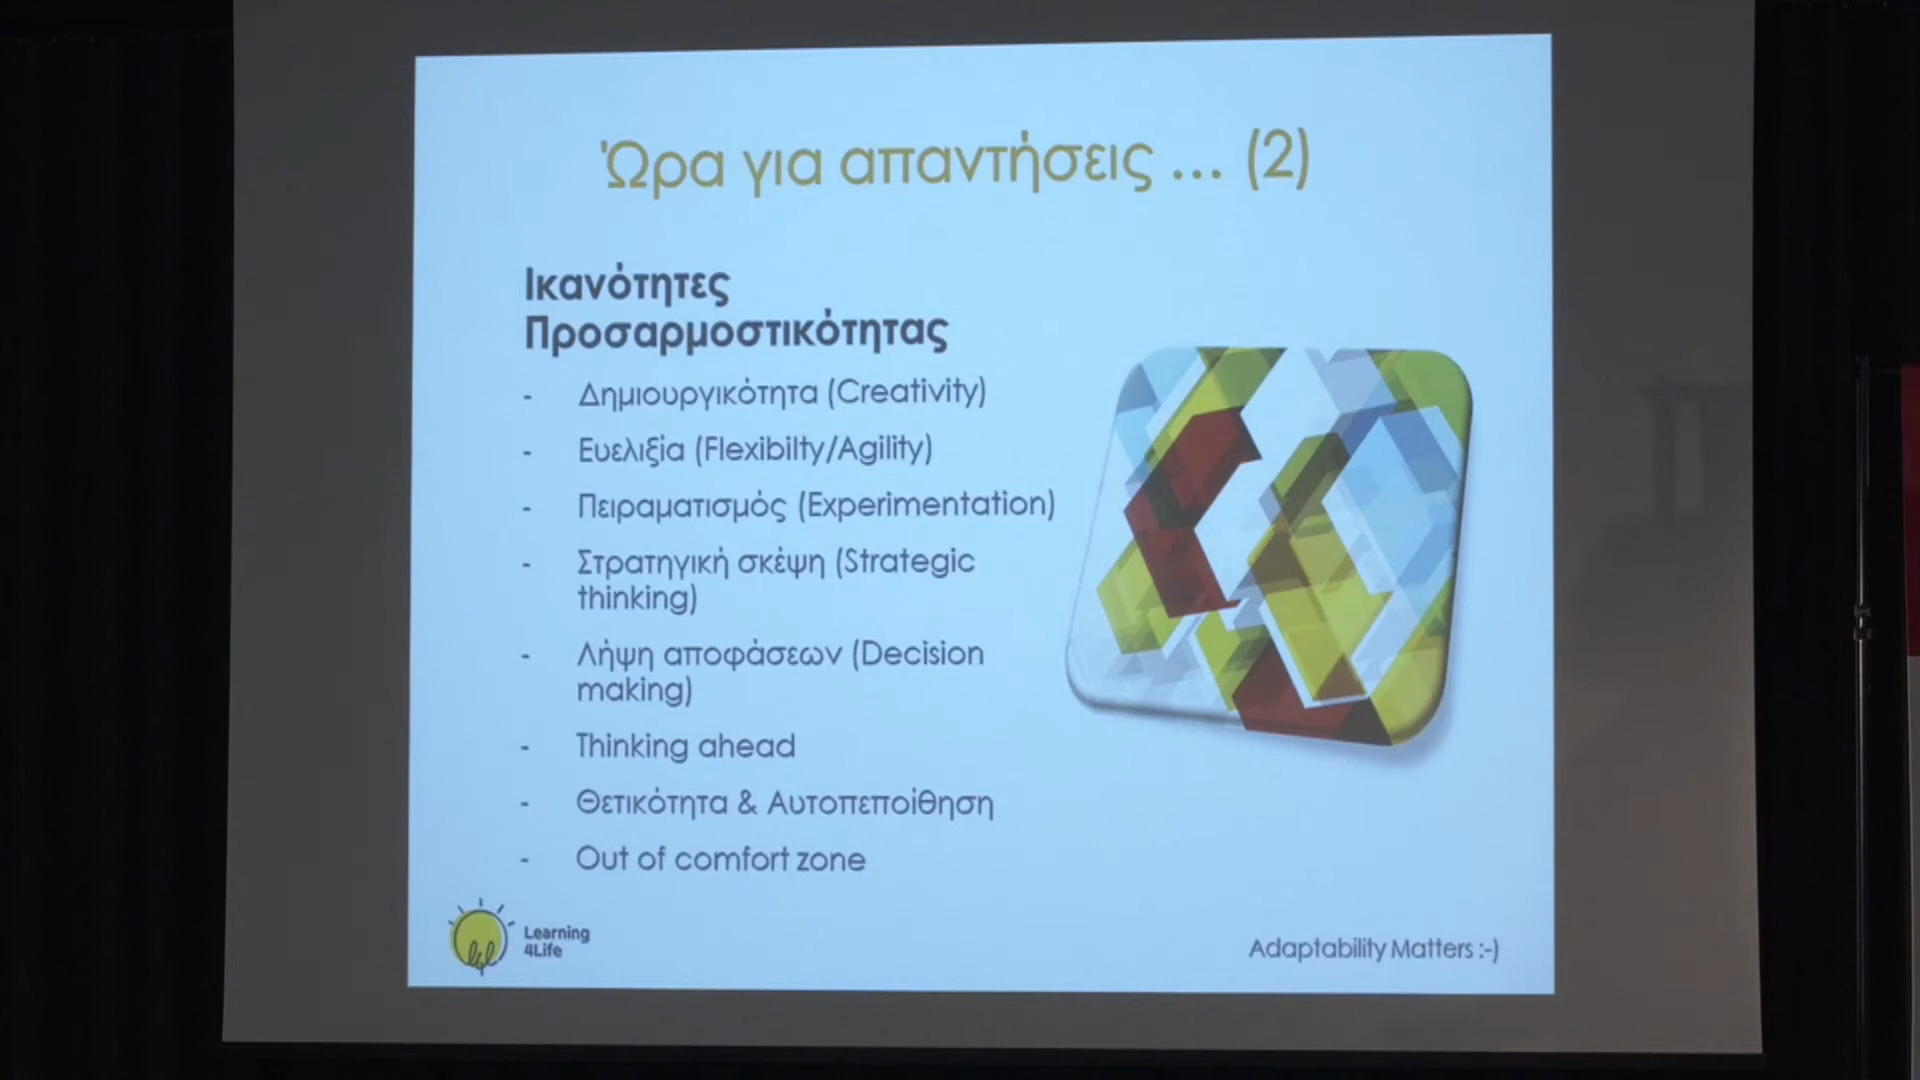 Ώρα για απαντήσεις ... (2)
Ικανότητες
Προσαρμοστικότητας
- Δημιουργικότητα (Creativity)
- Ευελιξία (Flexibilty/Agility)
- Πειραματισμός (Experimentation)
- Στρατηγική σκέψη (Strategic
thinking)
- Λήψη αποφάσεων (Decision
making)
- Thinking ahead
- Θετικότητα & Αυτοπεποίθηση
- Out of comfort zone
Learning
4Life
Adaptability Matters :-)